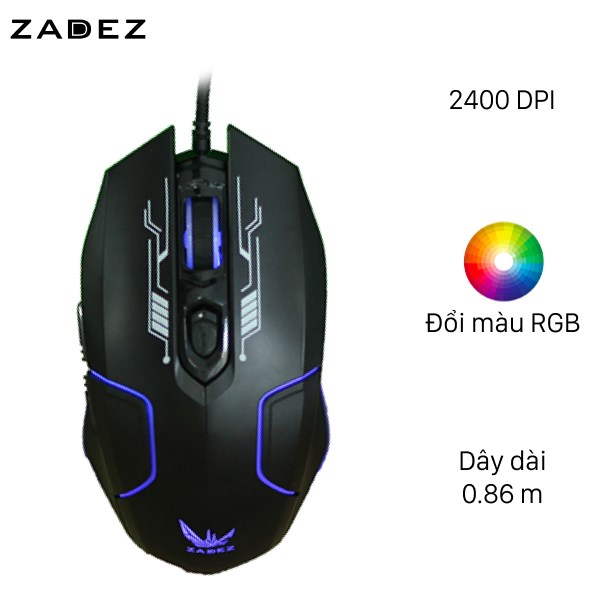 ZADEZ
2400 DPI
Đổi màu RGB
Dây dài
0.86 m
ZADEZ